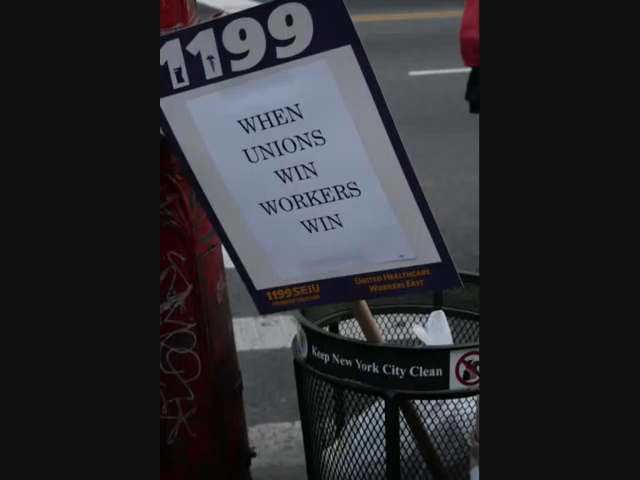 1199
WHEN
UNIONS
WIN
WORKERS
WIN
1199SEIU
UNITED HEALTHCARE
WORKERS EAST
Keep New York City Clean